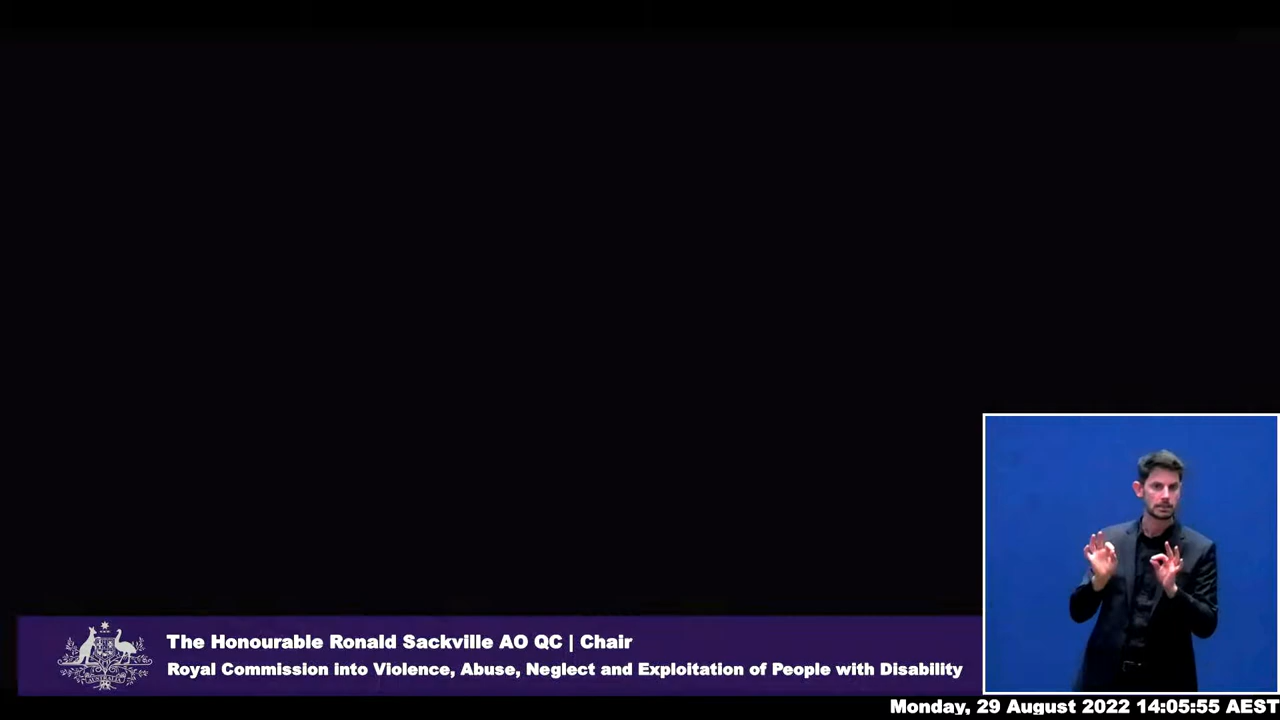 The Honourable Ronald Sackville AO QC | Chair
Royal Commission into Violence, Abuse, Neglect and Exploitation of People with Disability
Monday, 29 August 2022 14:05:55 AEST